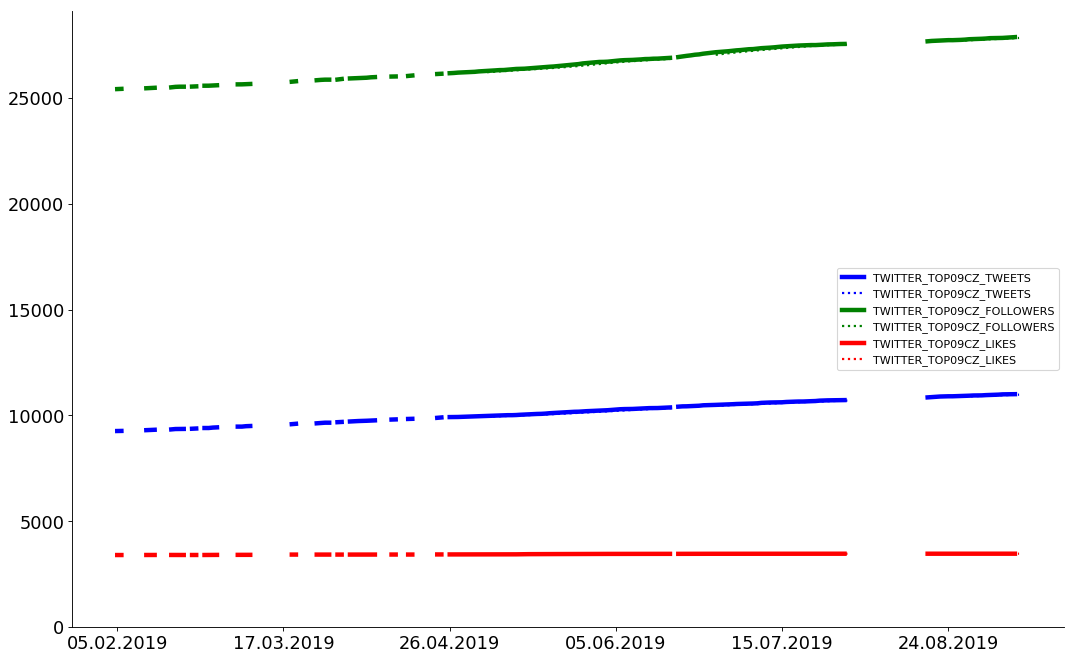 25000
20000
15000
10000
5000
0
05.02.2019 17.03.2019 26.04.2019 05.06.2019 15.07.2019 24.08.2019
TWITTER_TOP09CZ_TWEETS
TWITTER_TOP09CZ_TWEETS
TWITTER_TOP09CZ_FOLLOWERS
TWITTER_TOP09CZ_FOLLOWERS
TWITTER_TOP09CZ_LIKES
TWITTER_TOP09CZ_LIKES